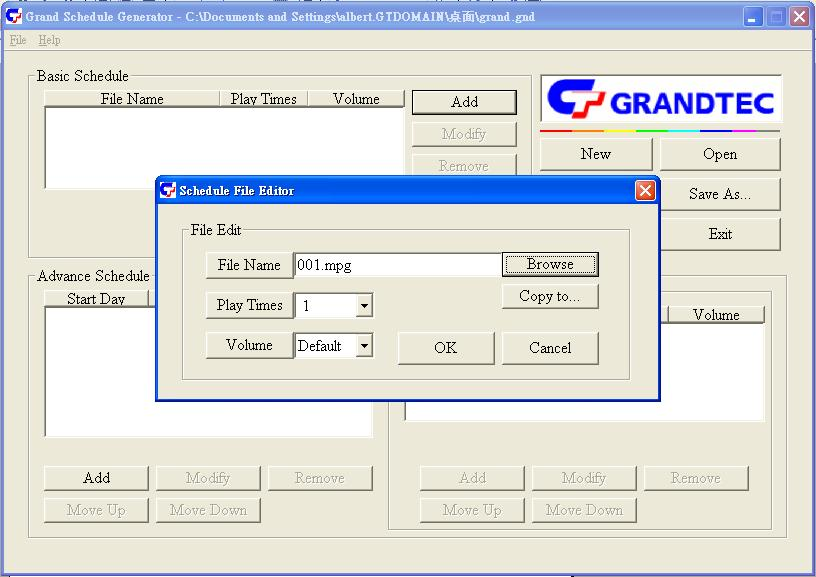 Grand Schedule Generator - C:\Documents and Settings\albert.GTDOMAIN\桌面\grand.gnd
File Help
Basic Schedule
File Name Play Times Volume
Add
Modify
Remove
GRANDTEC
New Open
Save As...
Exit
Schedule File Editor
File Edit
File Name 001.mpg Browse
Copy to...
Play Times 1
Volume Default OK Cancel
Advance Schedule
Start Day
Volume
Add Modify Remove
Move Up Move Down
Add Modify Remove
Move Up Move Down